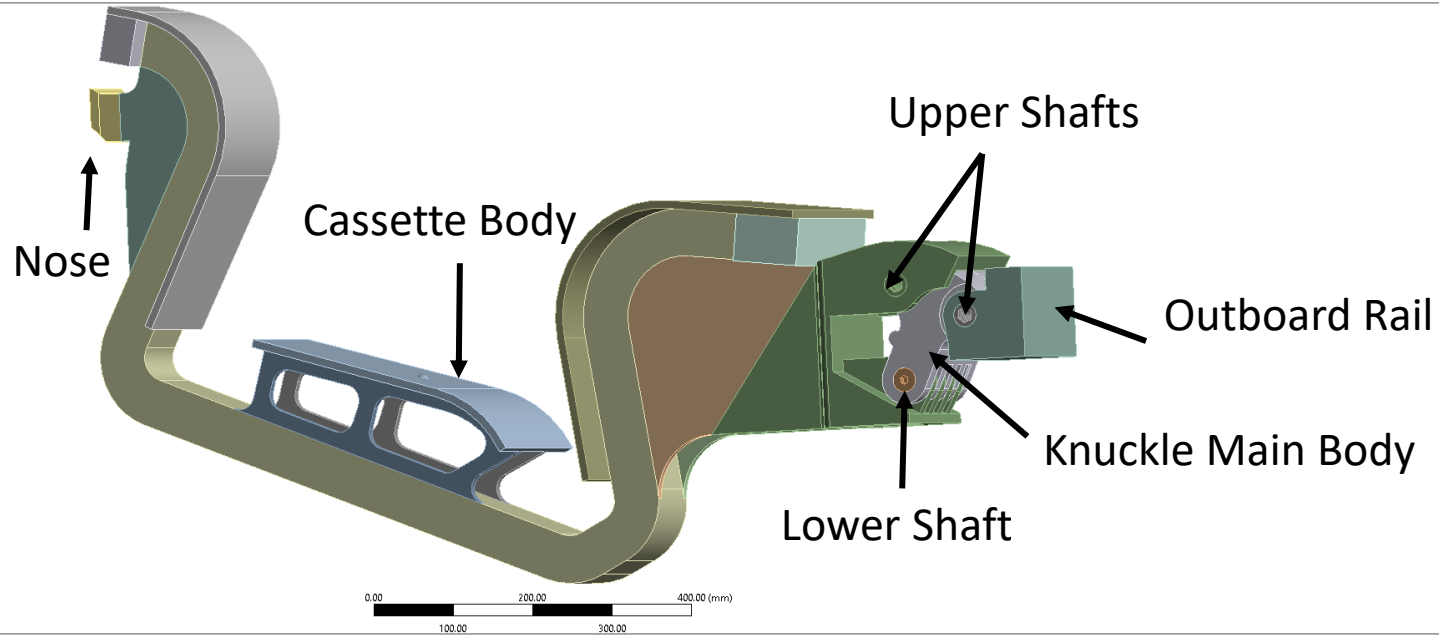 Upper Shafts
Cassette Body
Nose
Outboard Rail
Knuckle Main Body
Lower Shaft
0.00 200.00 400.00 (mm)
100.00 300.00